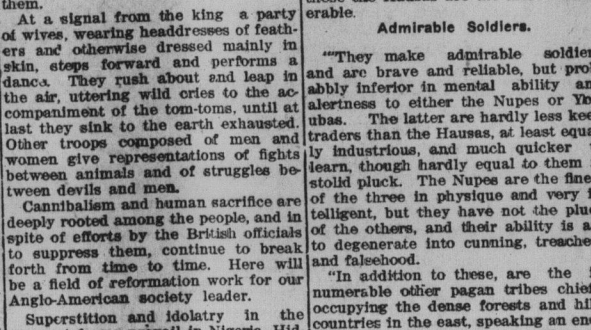 them.
At a signal from the king a party
of wives, wearing headdresses of feath-
ers and otherwise dressed mainly in
skin, steps forward and performs a
danca. They rush about and leap in
the air, uttering wild cries to the ac-
companiment of the tom-toms, until at
last they sink to the earth exhausted.
Other troops composed of men and
women give representations of fights
between animals and of struggles be-
tween devils and men.
Cannibalism and human sacrifice are
deeply rooted among the people, and in
spite of efforts by the British officials
to suppress them, continue to break
forth from time to time. Here will
be a field of reformation work for our
Anglo-American society leader.
Superstition and idolatry in the
erable.
Admirable Soldiers.
"'They make admirable soldier
and are brave and reliable, but pro
abbly inferior in mental ability an
alertness to either the Nupes or Yo
ubas. The latter are hardly less kee
traders than the Hausas, at least equa
ly industrious, and much quicker
learn, though hardly equal to them
stolid pluck. The Nupes are the fine
of the three in physique and very i
telligent, but they have not the pluc
of the others, and their ability is a
to degenerate into cunning, treache
and falsehood.
"In addition to these, are the
numerable other pagan tribes chief
occupying the dense forests and hil
countries in the east, speaking an en